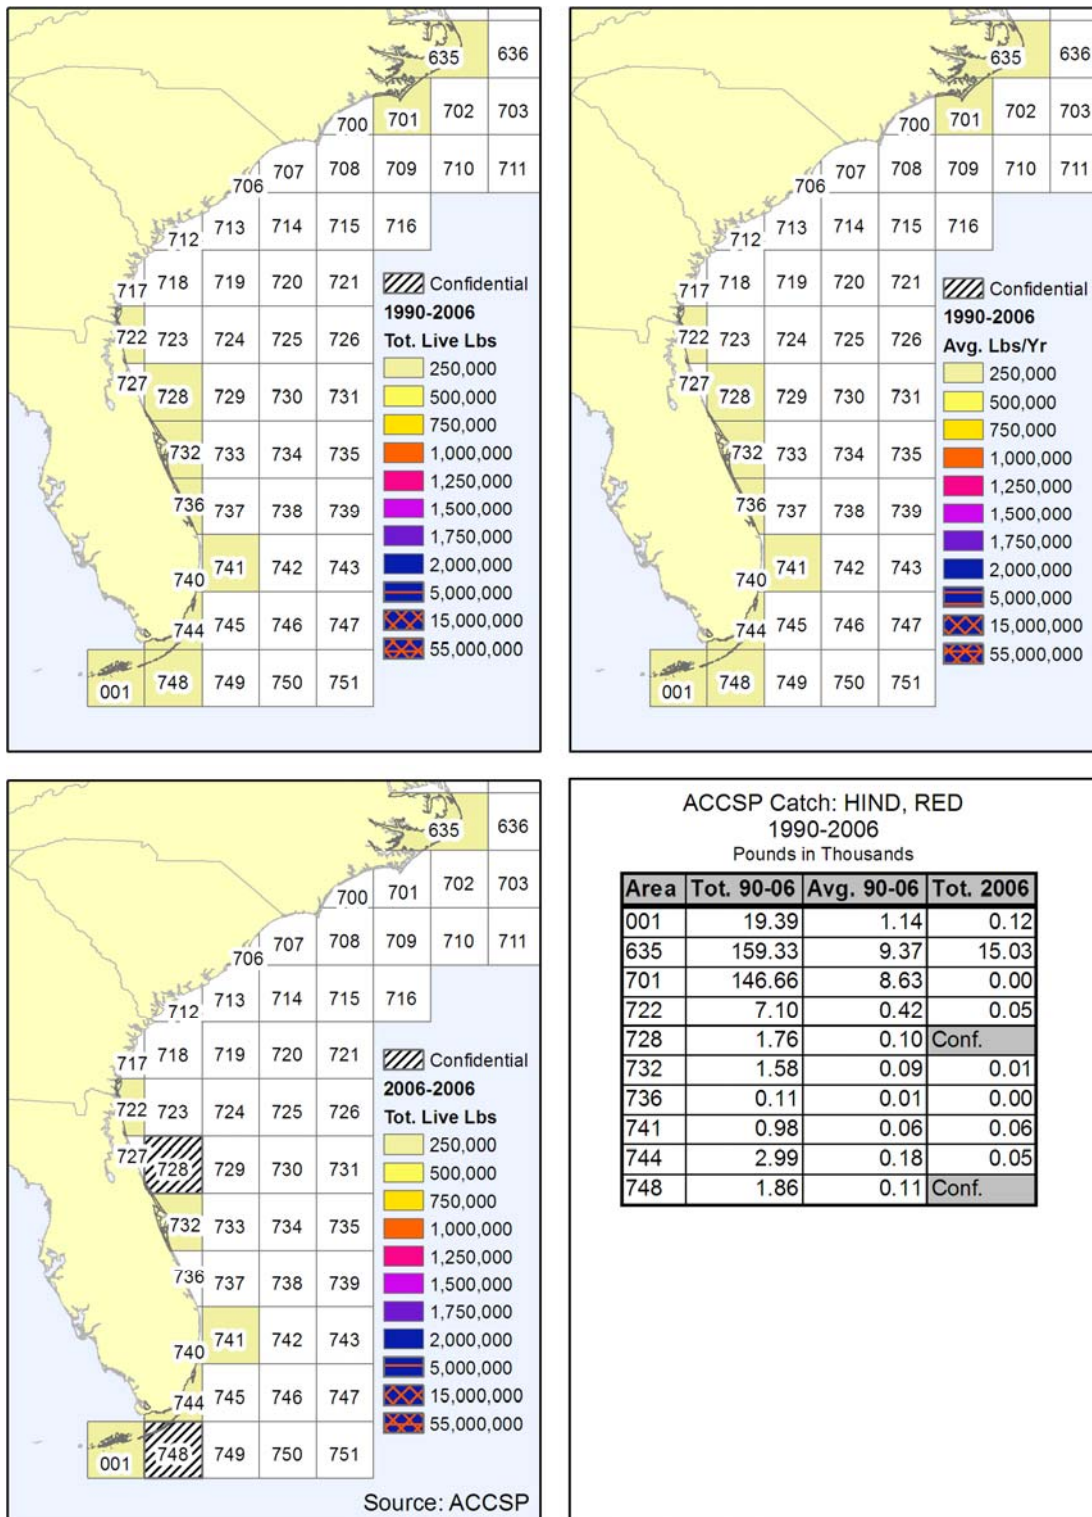 635 636
701 702 703
700
706 707 708 709 710 711
712 713 714 715 716
717 718 719 720 721
722 723 724 725 726
727 728 729 730 731
732 733 734 735
736 737 738 739
740 741 742 743
744 745 746 747
001 748 749 750 751
Confidential
1990-2006
Tot. Live Lbs
250,000
500,000
750,000
1,000,000
1,250,000
1,500,000
1,750,000
2,000,000
5,000,000
15,000,000
55,000,000
635 636
701 702 703
700
706 707 708 709 710 711
712 713 714 715 716
717 718 719 720 721
722 723 724 725 726
727 728 729 730 731
732 733 734 735
736 737 738 739
740 741 742 743
744 745 746 747
001 748 749 750 751
Confidential
1990-2006
Avg. Lbs/Yr
250,000
500,000
750,000
1,000,000
1,250,000
1,500,000
1,750,000
2,000,000
5,000,000
15,000,000
55,000,000
635 636
700 701 702 703
706 707 708 709 710 711
712 713 714 715 716
717 718 719 720 721
722 723 724 725 726
727 728 729 730 731
732 733 734 735
736 737 738 739
740 741 742 743
744 745 746 747
001 748 749 750 751
Confidential
2006-2006
Tot. Live Lbs
250,000
500,000
750,000
1,000,000
1,250,000
1,500,000
1,750,000
2,000,000
5,000,000
15,000,000
55,000,000
Source: ACCSP
ACCSP Catch: HIND, RED
1990-2006
Pounds in Thousands
Area Tot. 90-06 Avg. 90-06 Tot. 2006
001 19.39 1.14 0.12
635 159.33 9.37 15.03
701 146.66 8.63 0.00
722 7.10 0.42 0.05
728 1.76 0.10 Conf.
732 1.58 0.09 0.01
736 0.11 0.01 0.00
741 0.98 0.06 0.06
744 2.99 0.18 0.05
748 1.86 0.11 Conf.